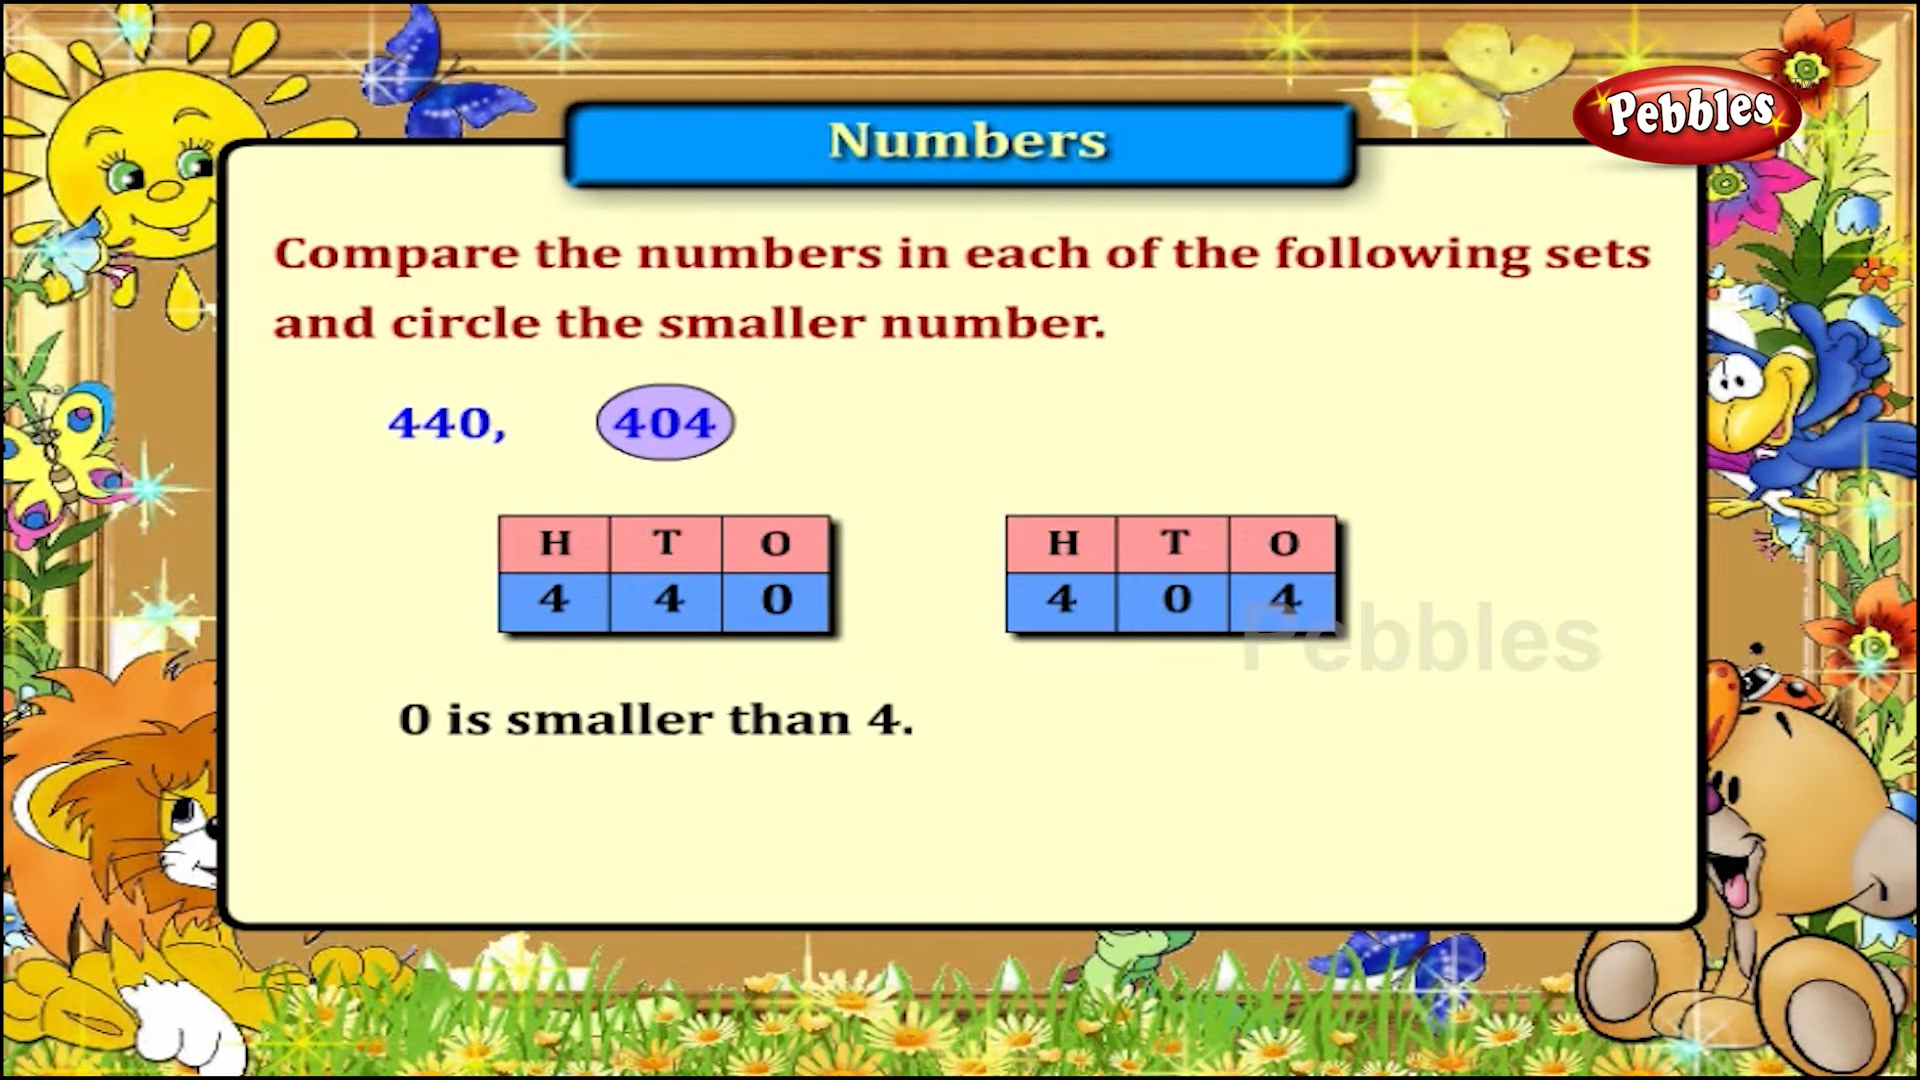 Numbers
Pebbles
TM
Compare the numbers in each of the following sets
and circle the smaller number.
440, 404
H T O H T O
4 4 0 4 0 4
Pebbles
0 is smaller than 4.